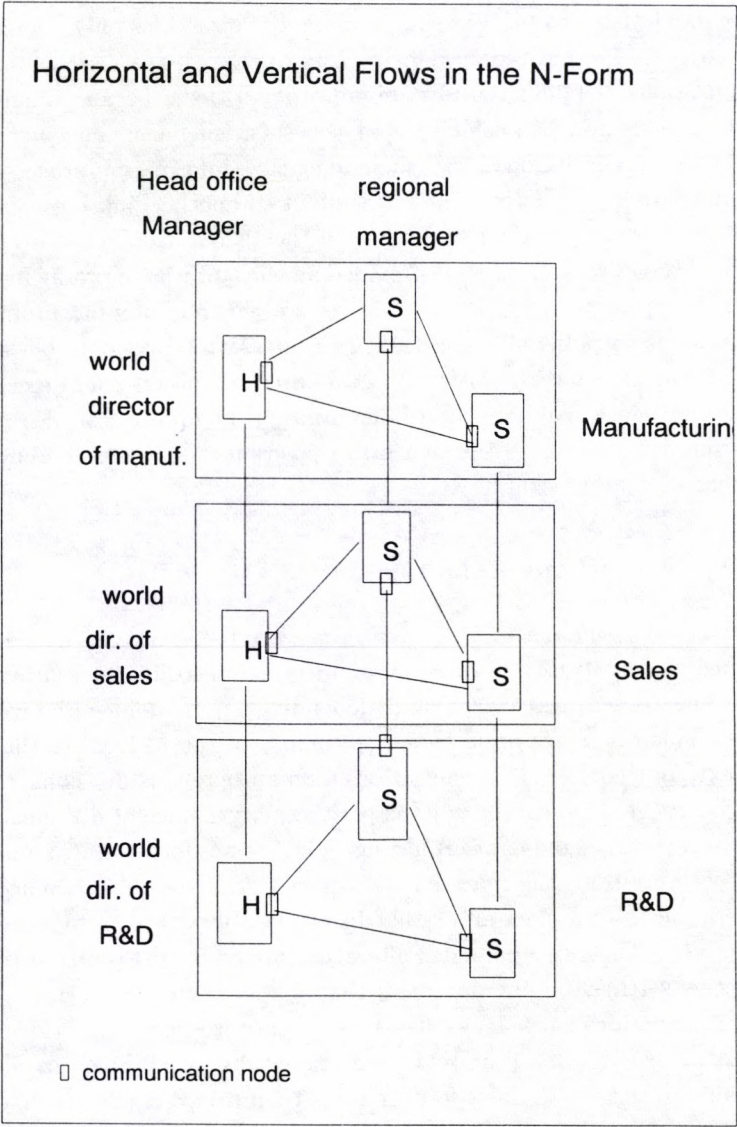 Horizontal and Vertical Flows in the N-Form
Head office
Manager
regional
manager
S
H
S
world
director
of manuf.
Manufacturin
S
H
S
world
dir. of
sales
Sales
S
H
S
world
dir. of
R&D
R&D
communication node